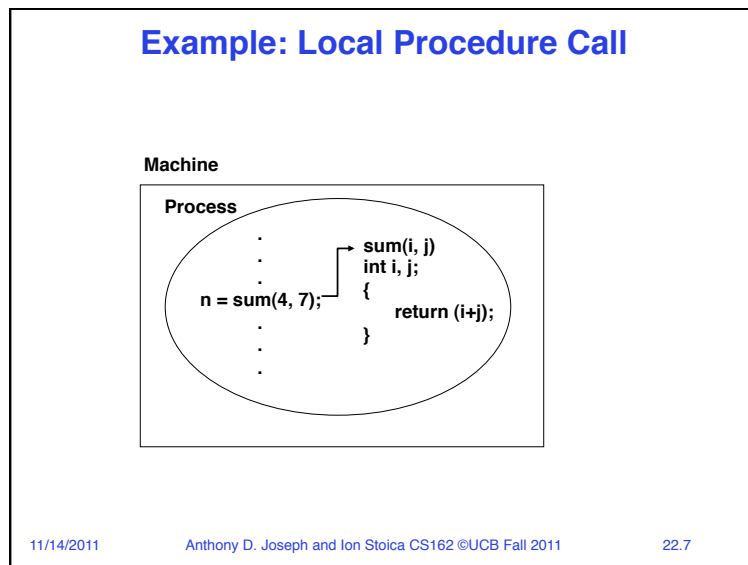 Example: Local Procedure Call
Machine
Process
.
.
.
n = sum(4, 7);
.
.
.
sum(i, j)
int i, j;
{
return (i+j);
}
11/14/2011
Anthony D. Joseph and Ion Stoica CS162 ©UCB Fall 2011
22.7